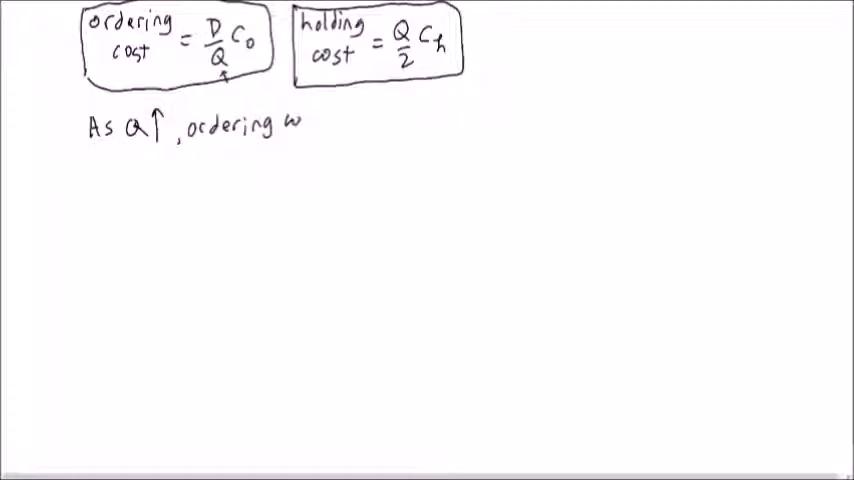 ordering cost = D/Q C₀
holding cost = Q/2 Cₕ
As Q↑, ordering